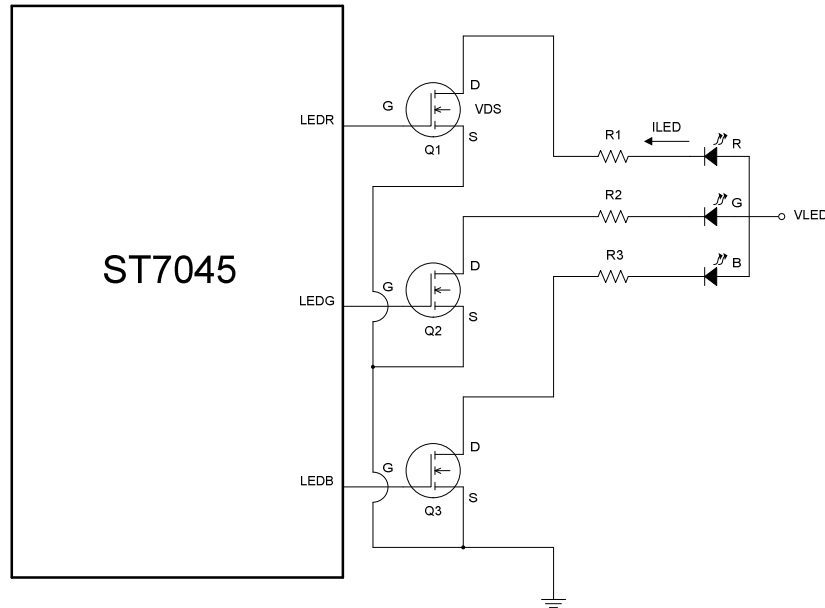 ST7045
LEDR
G
D
VDS
S
Q1
R1
ILED
R
R2
G
VLED
R3
B
LEDG
G
D
S
Q2
LEDB
G
D
S
Q3